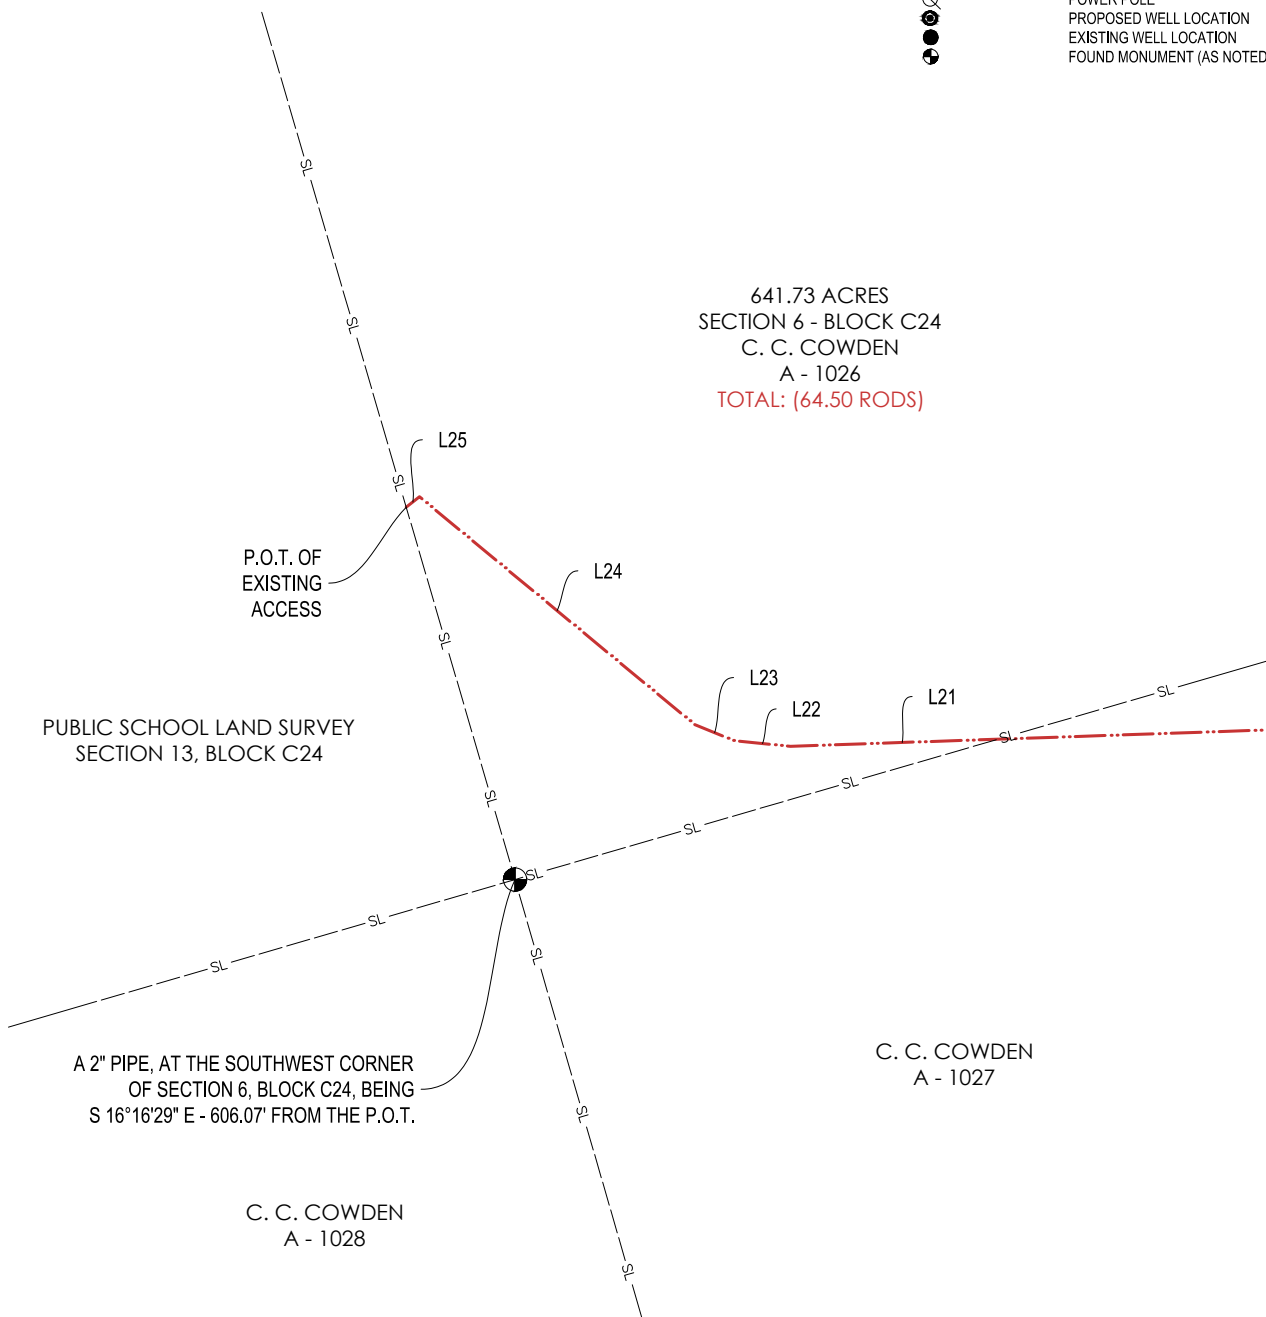 POWER POLE
PROPOSED WELL LOCATION
EXISTING WELL LOCATION
FOUND MONUMENT (AS NOTED
SL
641.73 ACRES
SECTION 6 - BLOCK C24
C. C. COWDEN
A - 1026
TOTAL: (64.50 RODS)
SL
L25
SL
P.O.T. OF
EXISTING
ACCESS
L24
SL
L23
SL
L22
L21
SL
PUBLIC SCHOOL LAND SURVEY
SECTION 13, BLOCK C24
SL
SL
SL
SL
SL
SL
SL
A 2" PIPE, AT THE SOUTHWEST CORNER
OF SECTION 6, BLOCK C24, BEING
S 16°16'29" E - 606.07' FROM THE P.O.T.
C. C. COWDEN
A - 1027
SL
C. C. COWDEN
A - 1028
SL